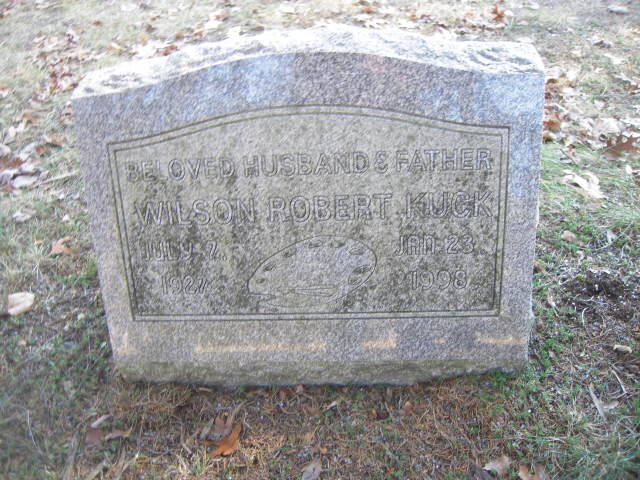 BELOVED HUSBAND & FATHER
WILSON ROBERT KUCK
JULY 7, JAN. 23,
1927 1998